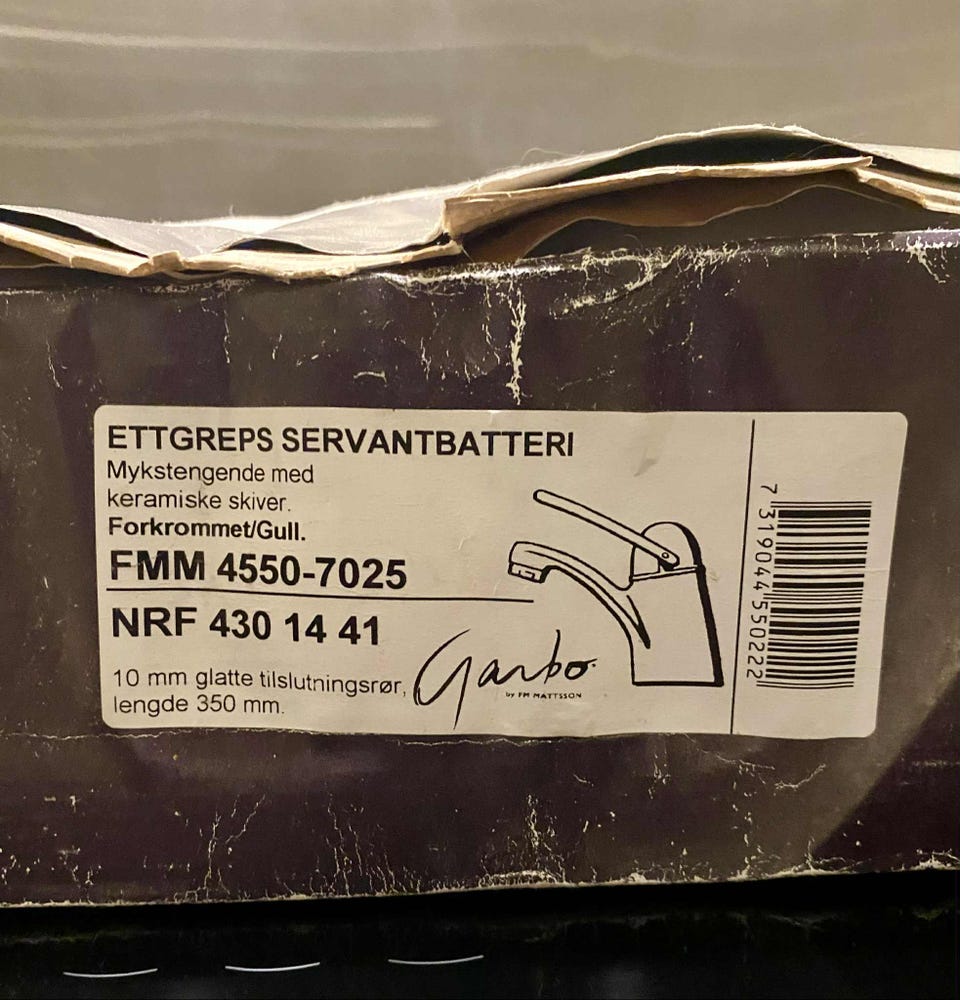 ETTGREPS SERVANTBATTERI
Mykstengende med
keramiske skiver.
Forkrommet/Gull.
FMM 4550-7025
NRF 430 14 41
10 mm glatte tilslutningsrør,
lengde 350 mm.
Garbo
by FM MATTSSON
7 319044 550222